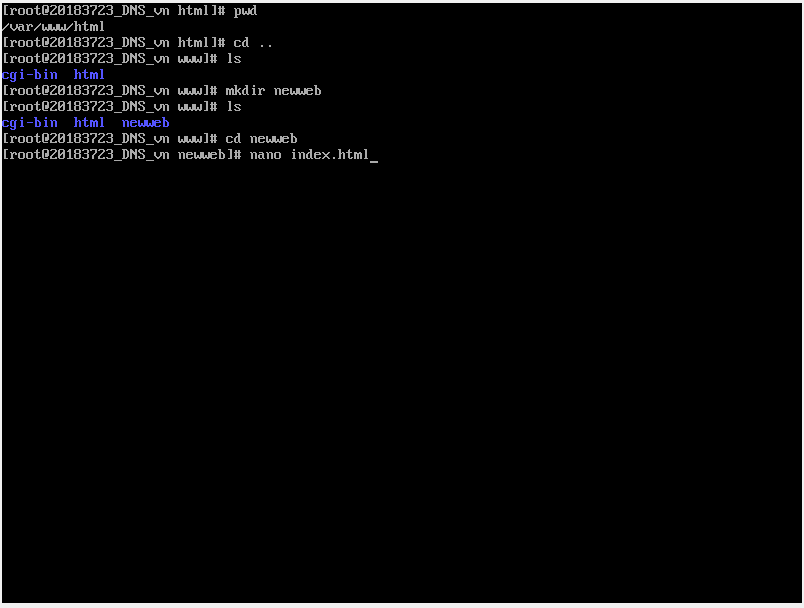 [root@20183723_DNS_vn html]# pwd
/var/www/html
[root@20183723_DNS_vn html]# cd ..
[root@20183723_DNS_vn www]# ls
cgi-bin  html
[root@20183723_DNS_vn www]# mkdir newweb
[root@20183723_DNS_vn www]# ls
cgi-bin  html  newweb
[root@20183723_DNS_vn www]# cd newweb
[root@20183723_DNS_vn newweb]# nano index.html_